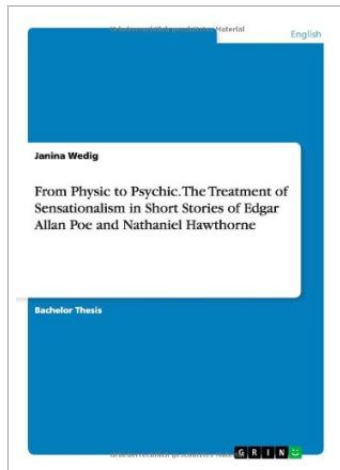 English
Janina Wedig
From Physic to Psychic. The Treatment of
Sensationalism in Short Stories of Edgar
Allan Poe and Nathaniel Hawthorne
Bachelor Thesis
GRIN